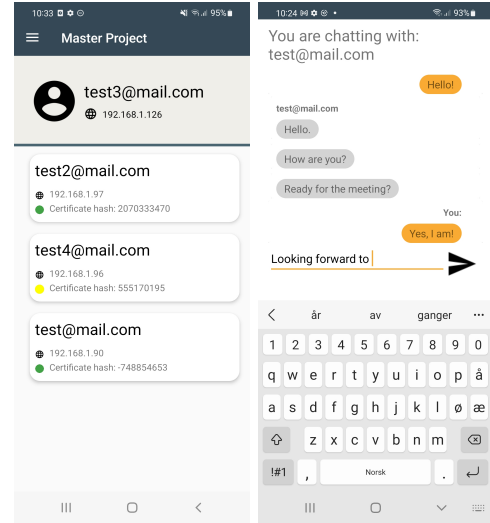 10:33
95%
Master Project
test3@mail.com
192.168.1.126
test2@mail.com
192.168.1.97
Certificate hash: 2070333470
test4@mail.com
192.168.1.96
Certificate hash: 555170195
test@mail.com
192.168.1.90
Certificate hash: -748854653
10:24
93%
You are chatting with:
test@mail.com
Hello!
test@mail.com
Hello.
How are you?
Ready for the meeting?
You:
Yes, I am!
Looking forward to
år av ganger
1 2 3 4 5 6 7 8 9 0
q w e r t y u i o p å
a s d f g h j k l ø æ
z x c v b n m
!#1 , Norsk .